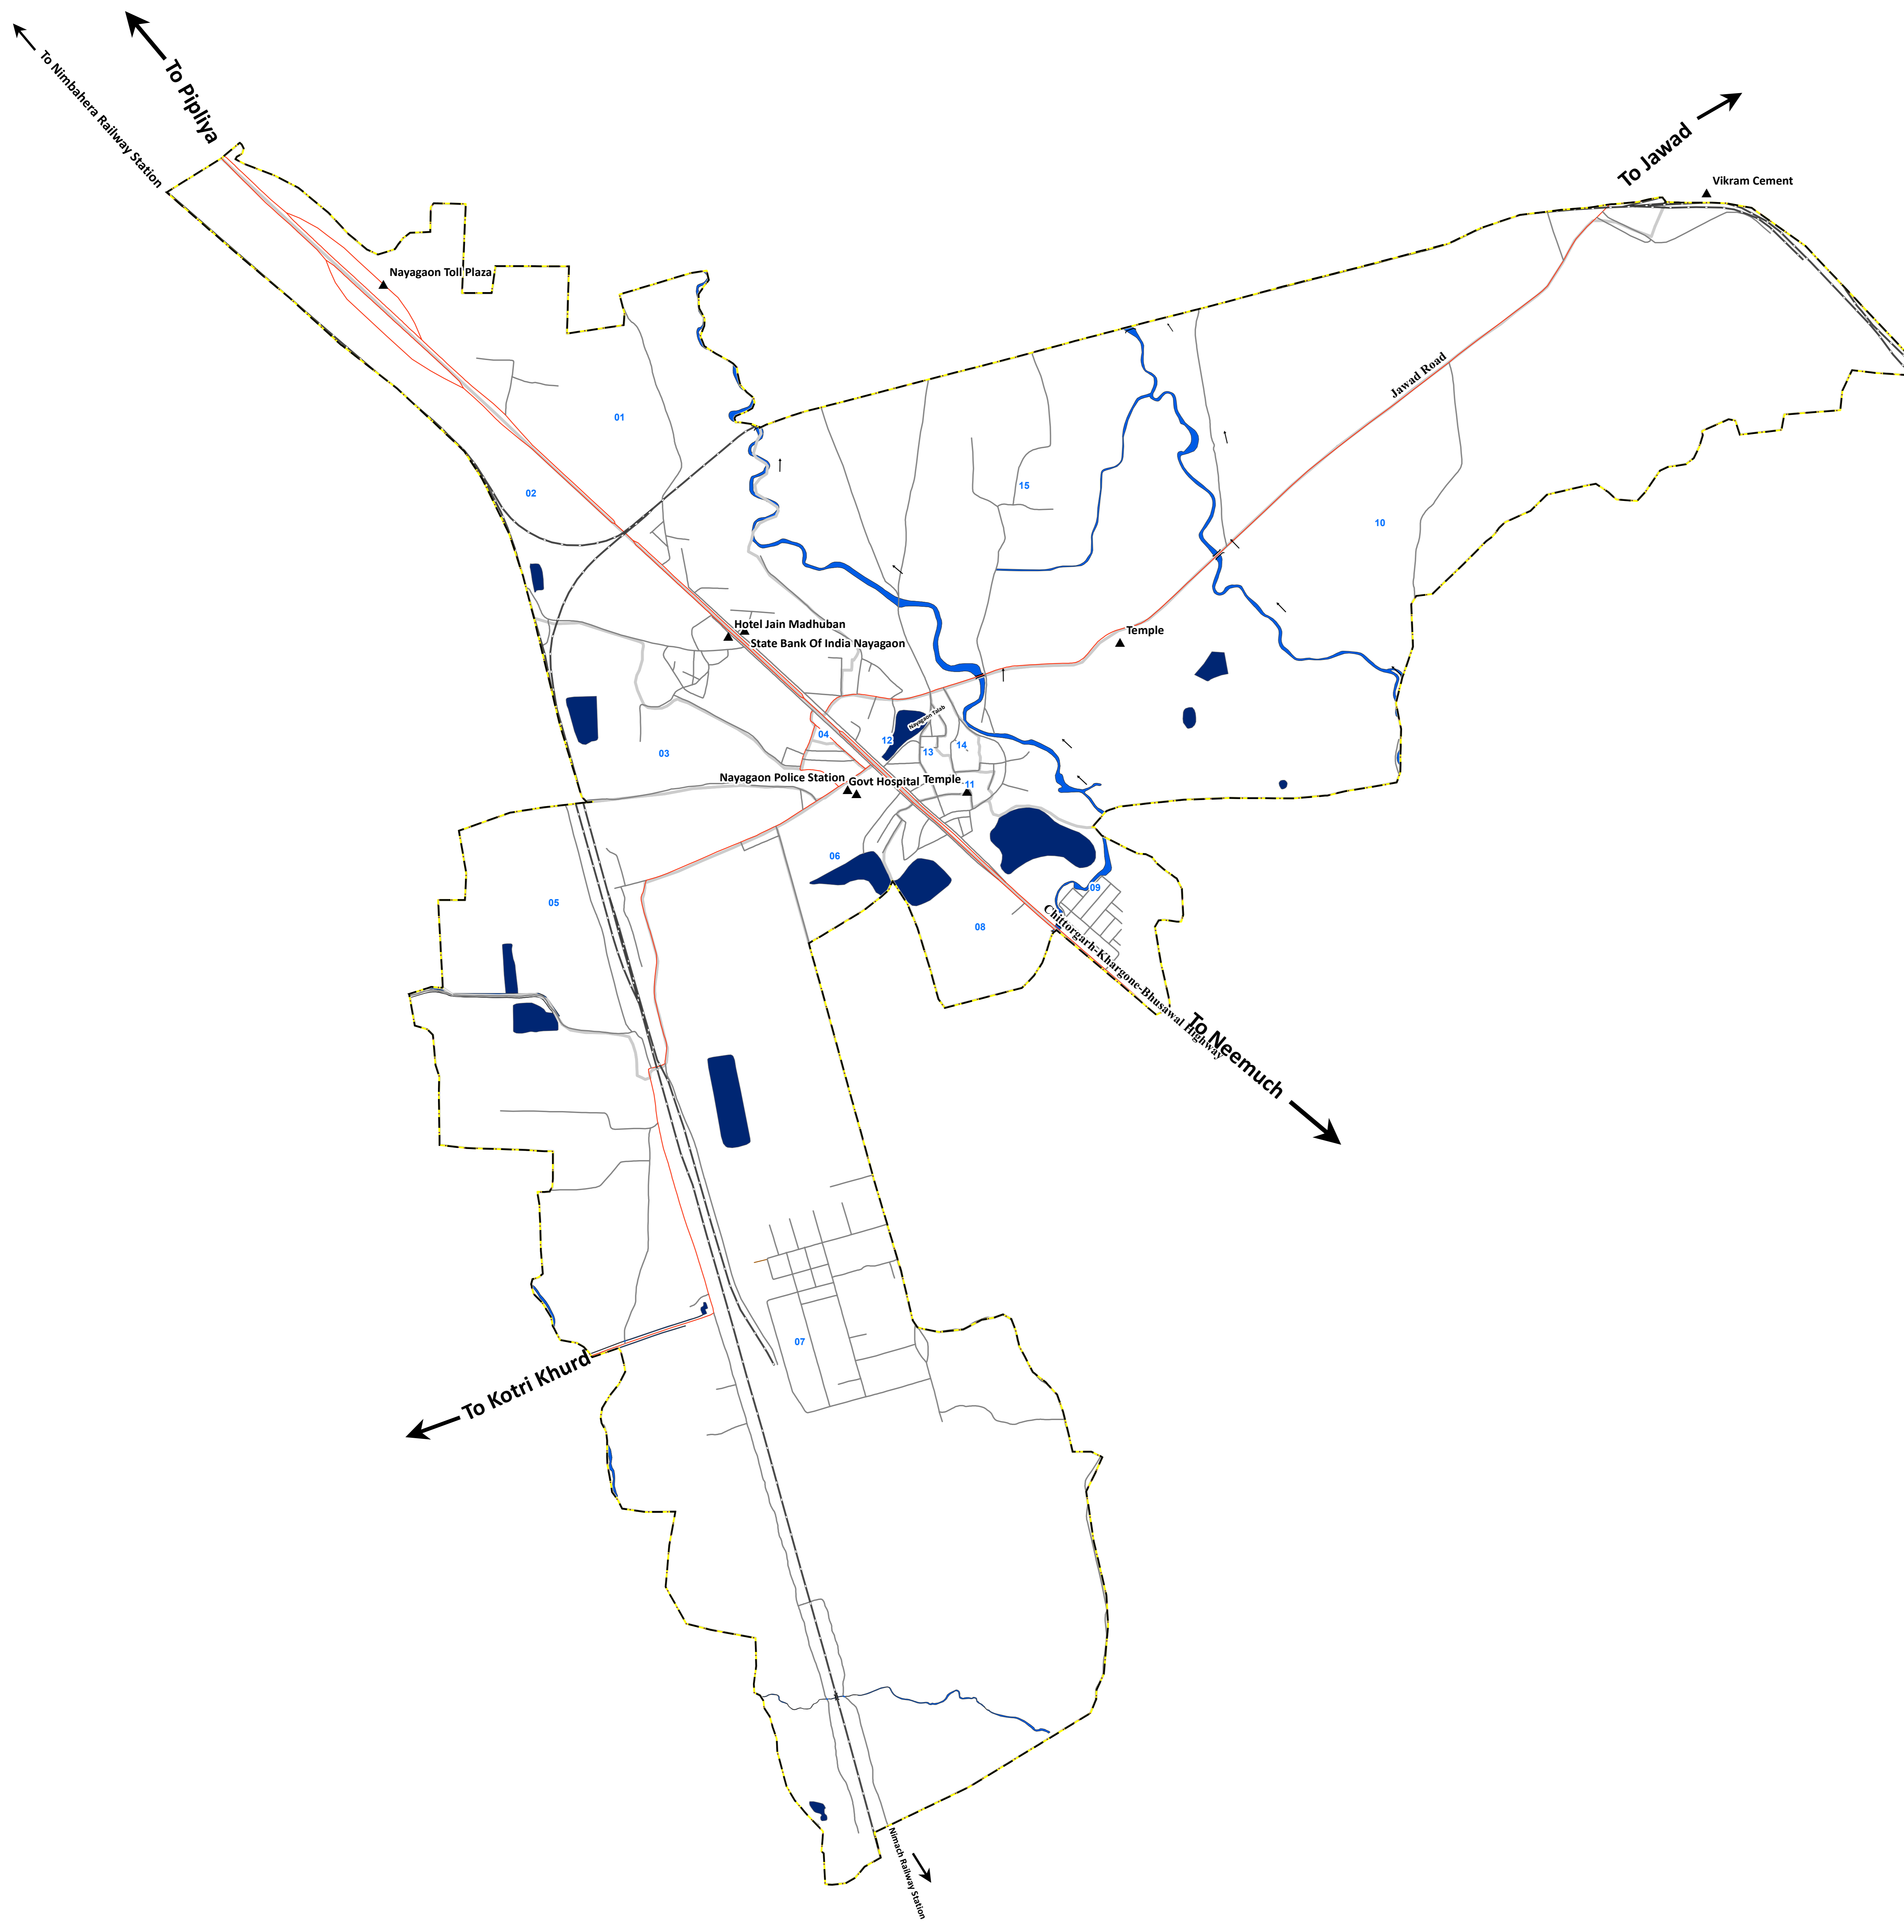 To Nimbahera Railway Station
To Pipliya
To Jawad
Vikram Cement
Nayagaon Toll Plaza
Jawad Road
01
02
15
10
Hotel Jain Madhuban
State Bank Of India Nayagaon
Temple
Nayagaon Talab
04
12
13
14
03
Nayagaon Police Station
Govt Hospital
Temple
11
06
09
05
08
Chittorgarh-Khargone-Bhusawal Highway
To Neemuch
07
To Kotri Khurd
Nimach Railway Station